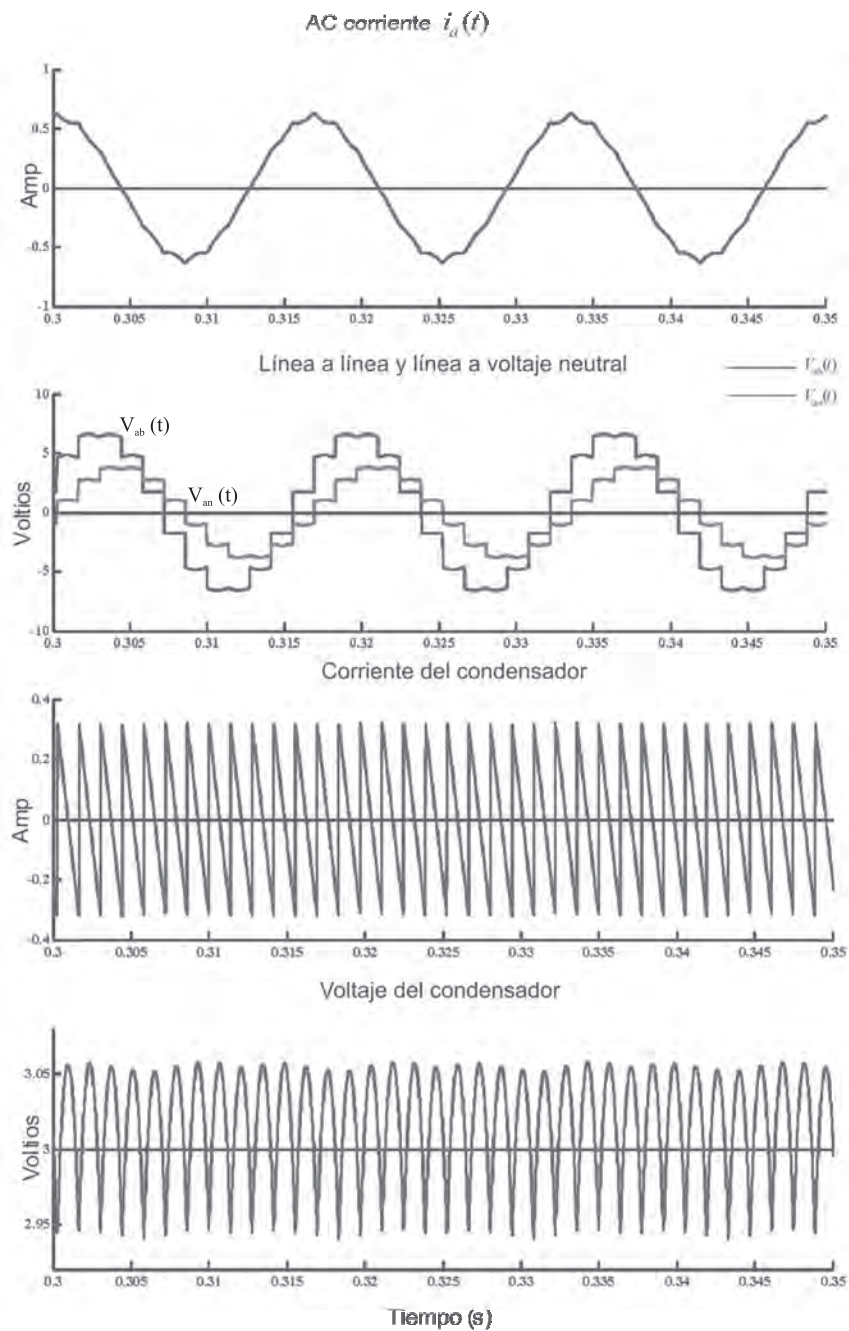 AC corriente i_a(t)
1
0.5
0
-0.5
-1
Amp
0.3 0.305 0.31 0.315 0.32 0.325 0.33 0.335 0.34 0.345 0.35
Línea a línea y línea a voltaje neutral
V_ab(t)
V_an(t)
10
5
0
-5
-10
Voltios
V_ab (t)
V_an (t)
0.3 0.305 0.31 0.315 0.32 0.325 0.33 0.335 0.34 0.345 0.35
Corriente del condensador
0.4
0.2
0
-0.2
-0.4
Amp
0.3 0.305 0.31 0.315 0.32 0.325 0.33 0.335 0.34 0.345 0.35
Voltaje del condensador
3.05
3
2.95
Voltios
0.3 0.305 0.31 0.315 0.32 0.325 0.33 0.335 0.34 0.345 0.35
Tiempo (s)